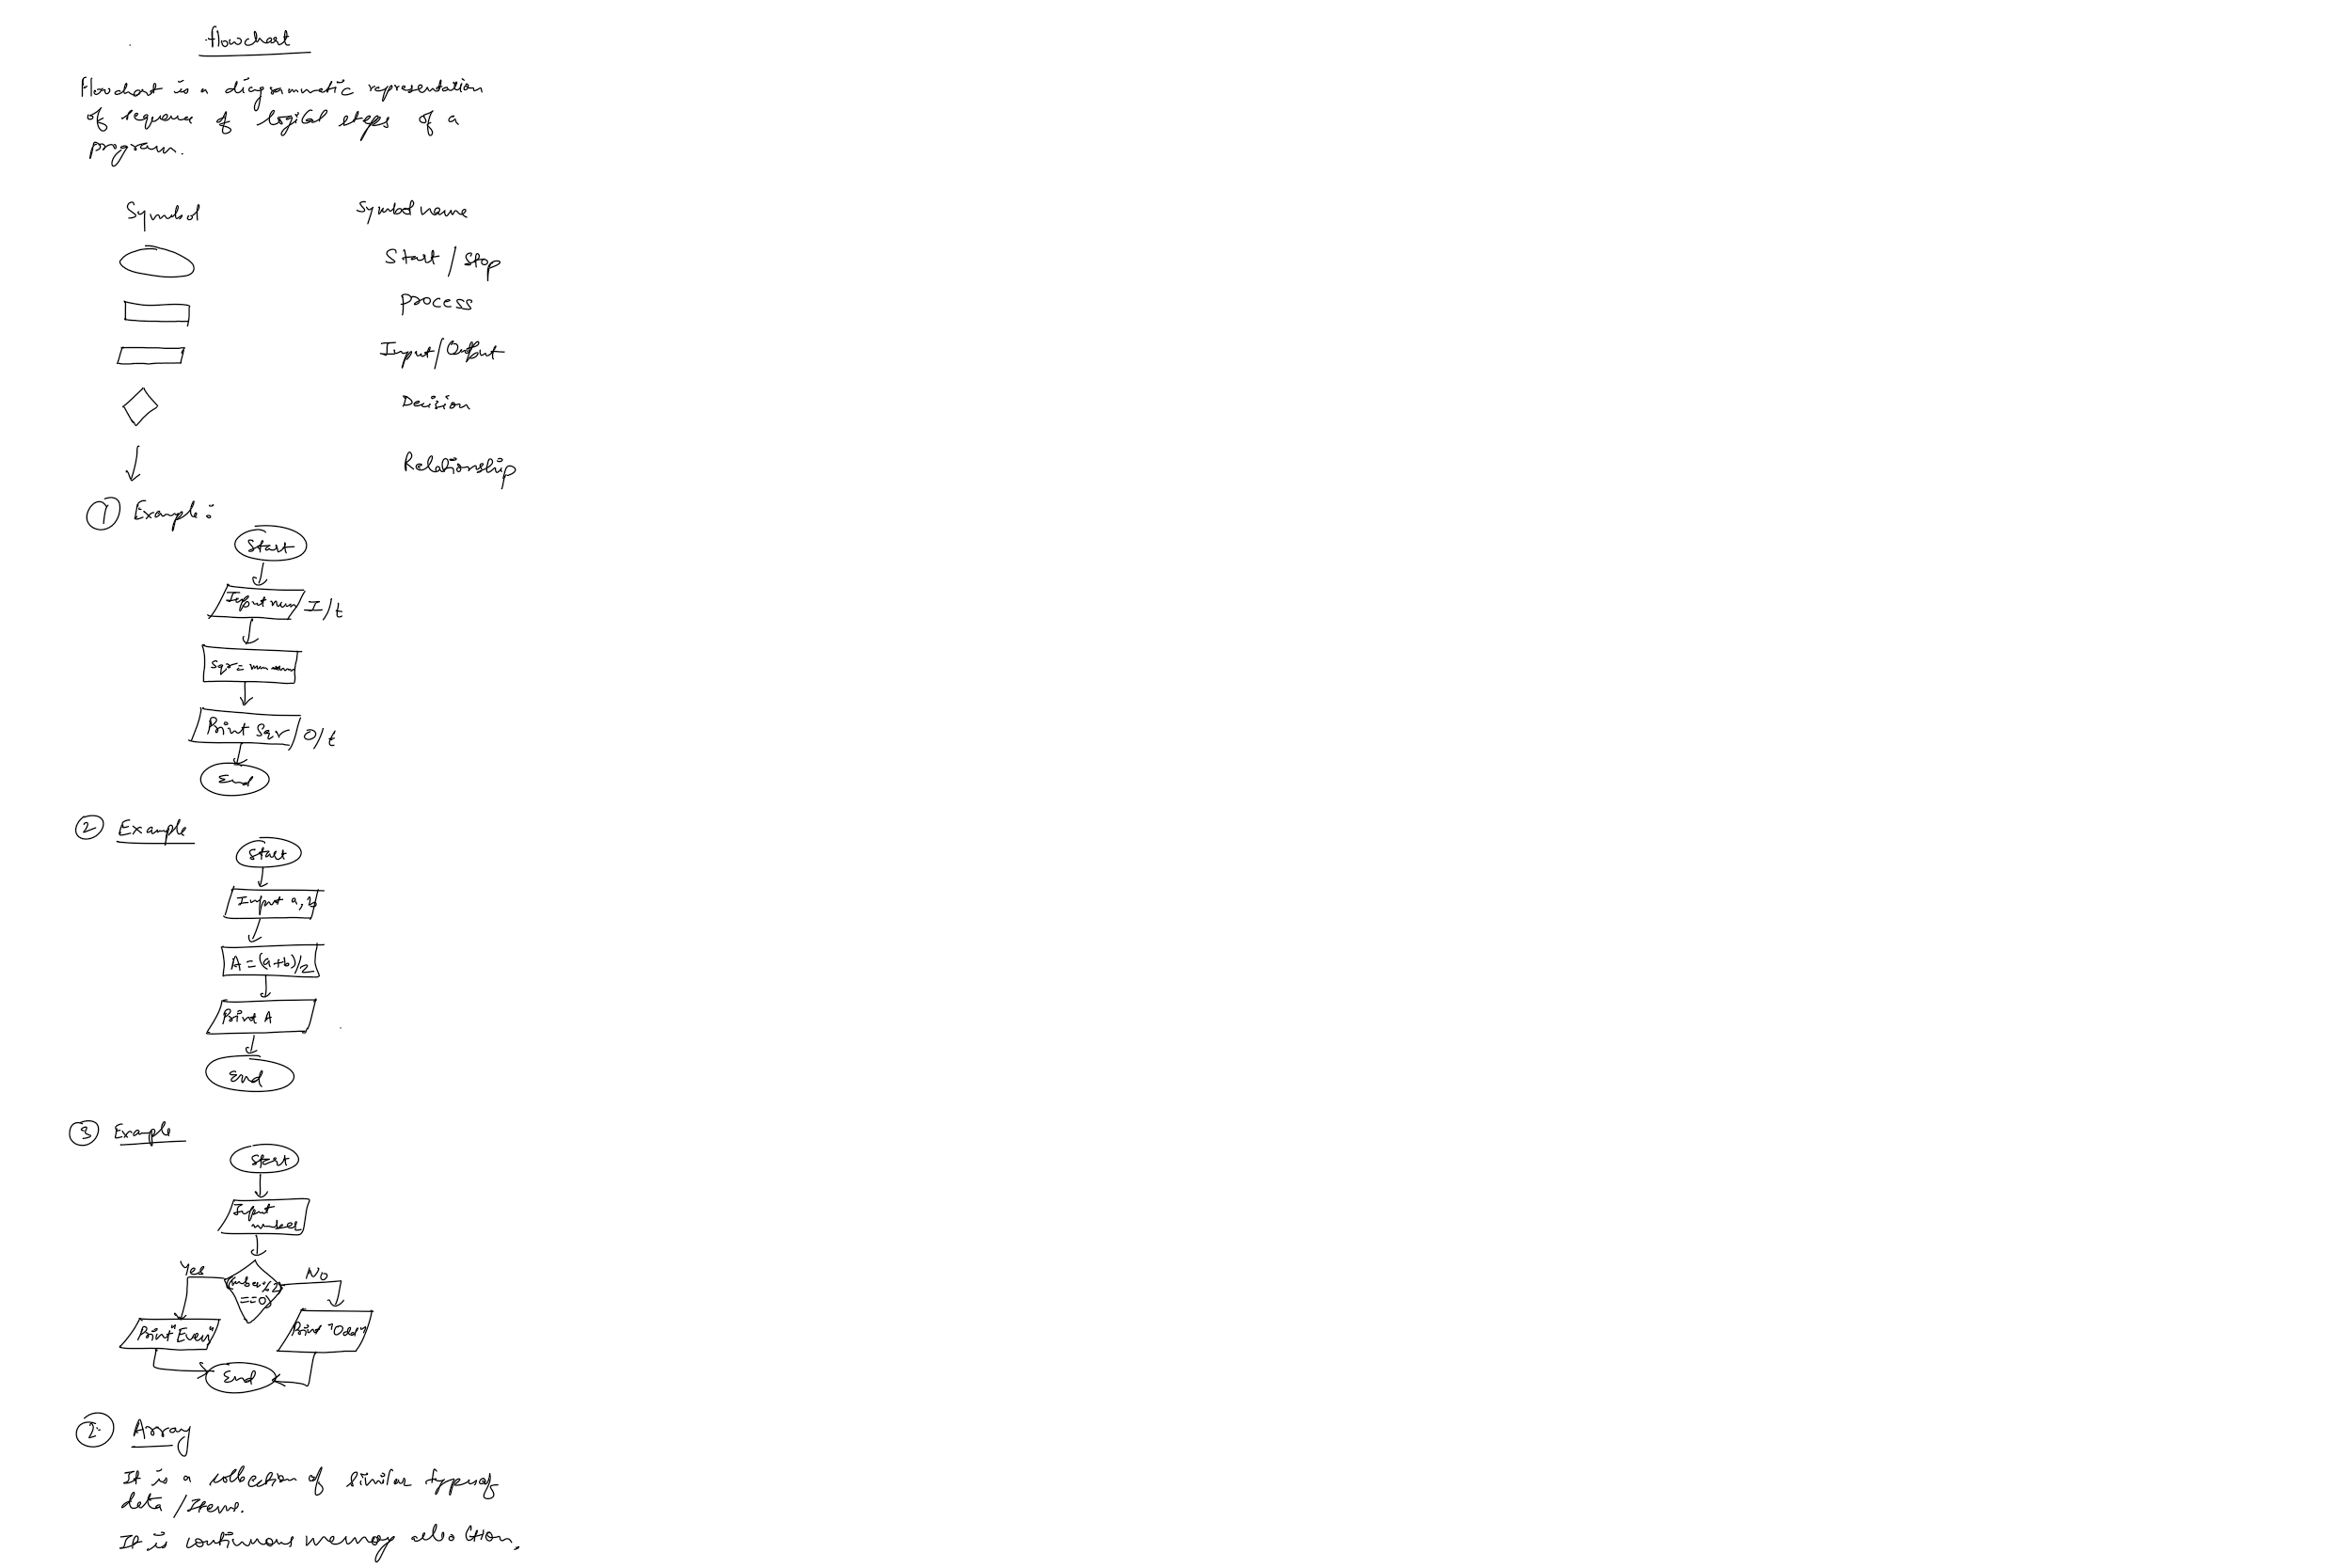 flowchart
Flowchart is a diagrammetic representation
of sequence of logical steps of a
program.
Symbol Symbol name
Start / Stop
Process
Input/Output
Decision
Relationship
① Example:
Start
Input num I/t
Sqr = num
Print Sqr O/t
End
② Example
Start
Input a, b
A = (a+b)/2
Print A
End
③ Example
Start
Input
number
Yes No
(number%2
==0)
Print "Even" Print "Odd"
End
② Array
It is a collection of similar types of
data / Items.
It is continuous memory allocation.